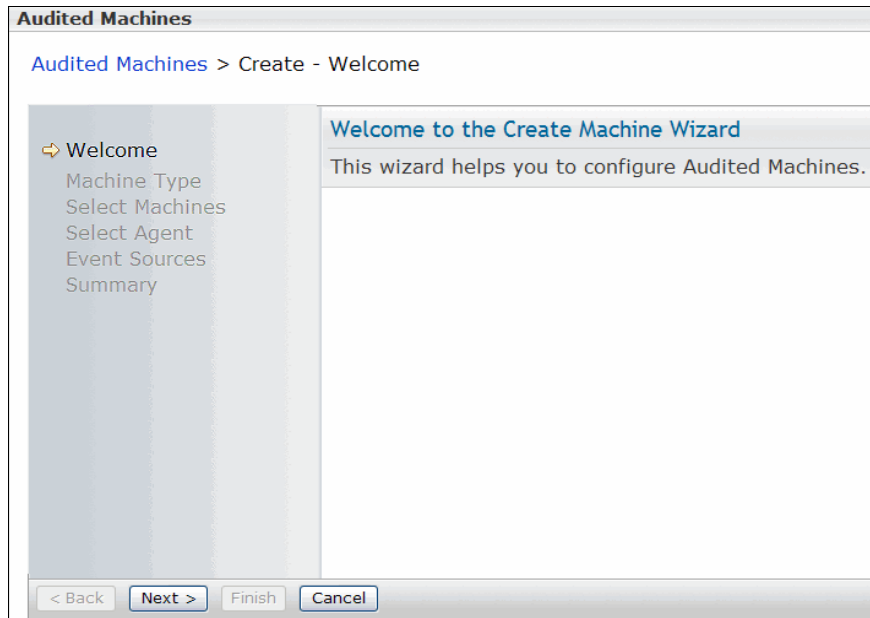 Audited Machines
Audited Machines > Create - Welcome
Welcome
Machine Type
Select Machines
Select Agent
Event Sources
Summary
Welcome to the Create Machine Wizard
This wizard helps you to configure Audited Machines.
< Back Next > Finish Cancel